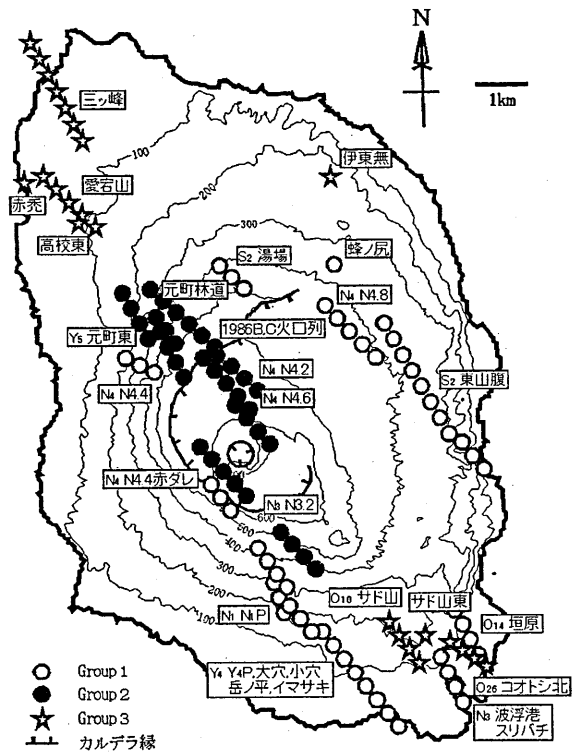 N
1km
三ッ峰
100
伊東無
愛宕山
赤禿
200
高校東
300
S2 湯場
蜂ノ尻
元町林道
N4 N4.8
1986B,C火口列
Y5 元町東
N4 N4.2
N4 N4.4
N4 N4.6
S2 東山腹
N4 N4.4赤ダレ
N3 N3.2
600
500
400
300
200
100
O18 サド山
サド山東
O14 垣原
N1 N1P
Y4 Y4P,大穴,小穴
岳ノ平,イマサキ
O26 コオトシ北
N3 波浮港
スリバチ
Group 1
Group 2
Group 3
カルデラ縁